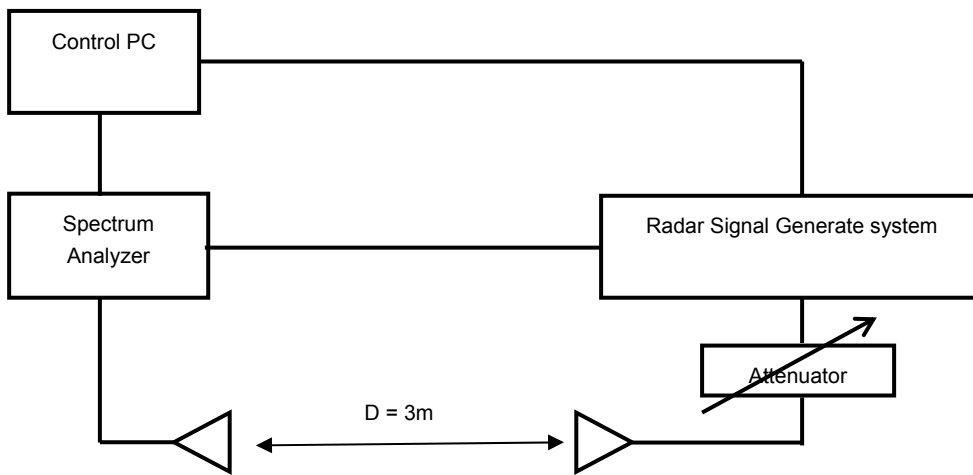 Control PC
Spectrum
Analyzer
Radar Signal Generate system
Attenuator
D = 3m